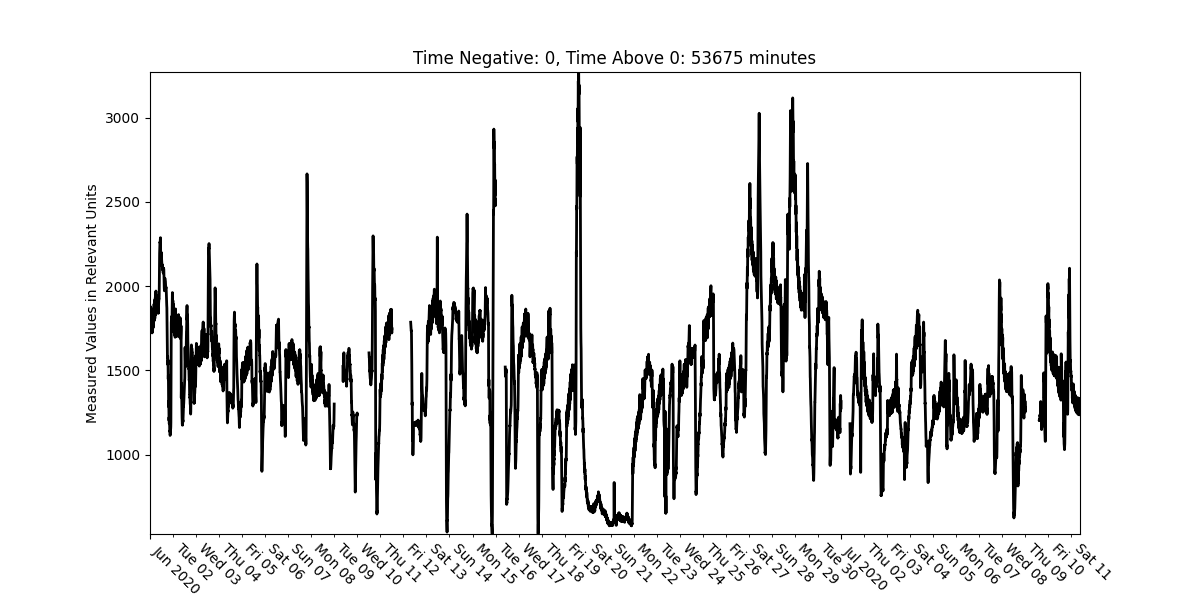 Time Negative: 0, Time Above 0: 53675 minutes
Measured Values in Relevant Units
3000
2500
2000
1500
1000
Jun 2020
Tue 02
Wed 03
Thu 04
Fri 05
Sat 06
Sun 07
Mon 08
Tue 09
Wed 10
Thu 11
Fri 12
Sat 13
Sun 14
Mon 15
Tue 16
Wed 17
Thu 18
Fri 19
Sat 20
Sun 21
Mon 22
Tue 23
Wed 24
Thu 25
Fri 26
Sat 27
Sun 28
Mon 29
Tue 30
Jul 2020
Thu 02
Fri 03
Sat 04
Sun 05
Mon 06
Tue 07
Wed 08
Thu 09
Fri 10
Sat 11